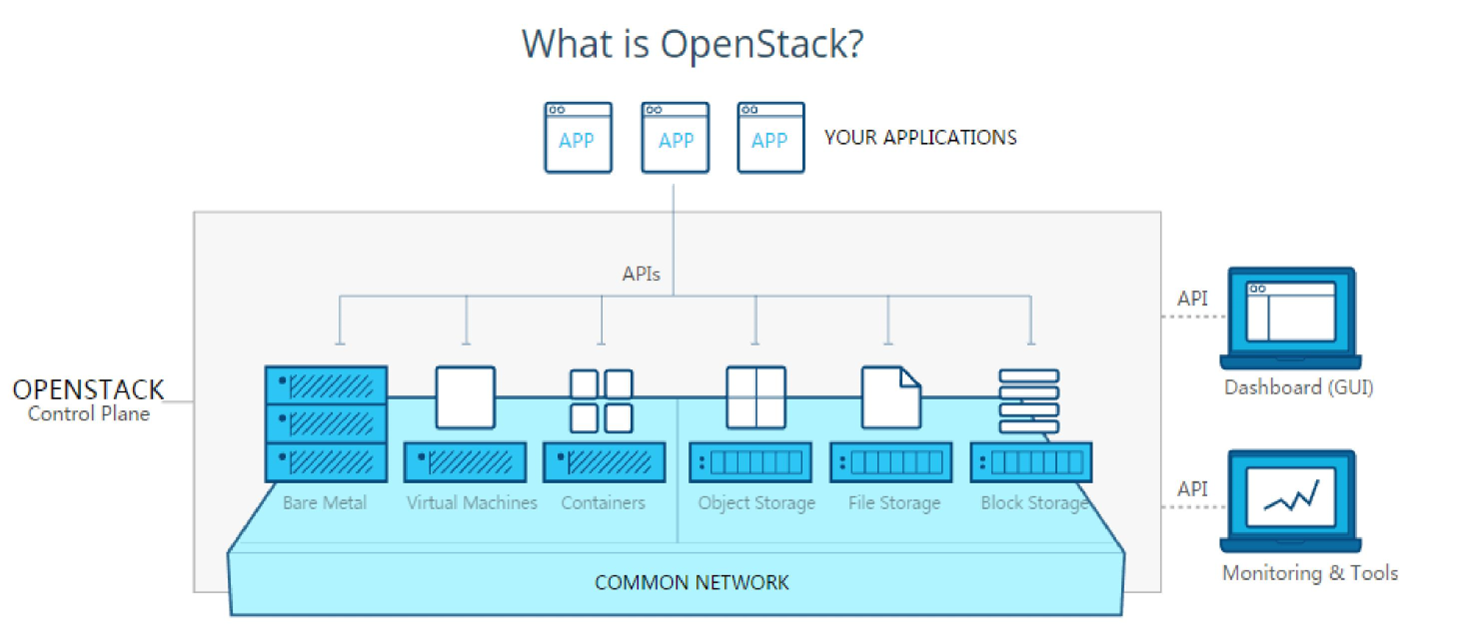 What is OpenStack?
APP APP APP YOUR APPLICATIONS
APIs
API
Dashboard (GUI)
OPENSTACK
Control Plane
API
Bare Metal Virtual Machines Containers Object Storage File Storage Block Storage
Monitoring & Tools
COMMON NETWORK